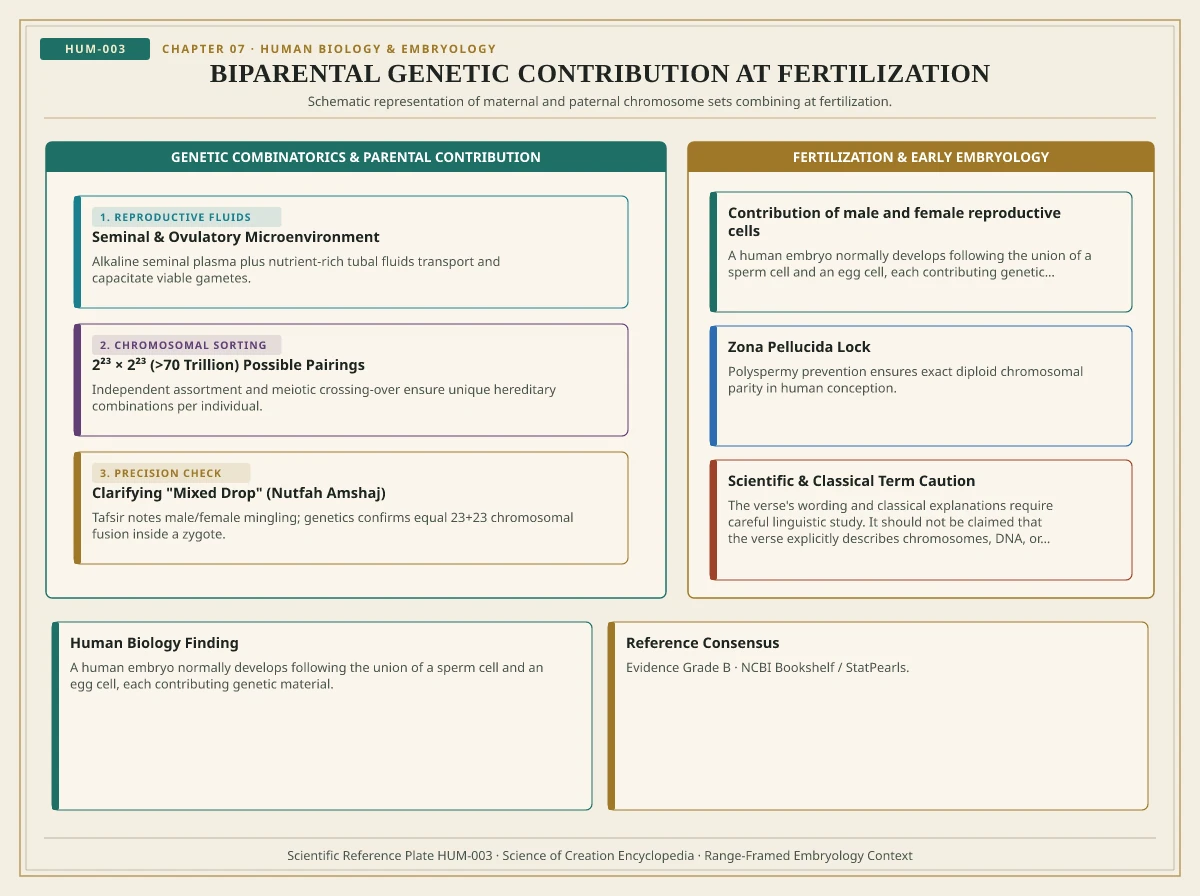 HUM-003
CHAPTER 07 · HUMAN BIOLOGY & EMBRYOLOGY
BIPARENTAL GENETIC CONTRIBUTION AT FERTILIZATION
Schematic representation of maternal and paternal chromosome sets combining at fertilization.
GENETIC COMBINATORICS & PARENTAL CONTRIBUTION
1. REPRODUCTIVE FLUIDS
Seminal & Ovulatory Microenvironment
Alkaline seminal plasma plus nutrient-rich tubal fluids transport and
capacitate viable gametes.
2. CHROMOSOMAL SORTING
2²³ × 2²³ (>70 Trillion) Possible Pairings
Independent assortment and meiotic crossing-over ensure unique hereditary
combinations per individual.
3. PRECISION CHECK
Clarifying "Mixed Drop" (Nutfah Amshaj)
Tafsir notes male/female mingling; genetics confirms equal 23+23 chromosomal
fusion inside a zygote.
FERTILIZATION & EARLY EMBRYOLOGY
Contribution of male and female reproductive
cells
A human embryo normally develops following the union of a
sperm cell and an egg cell, each contributing genetic...
Zona Pellucida Lock
Polyspermy prevention ensures exact diploid chromosomal
parity in human conception.
Scientific & Classical Term Caution
The verse's wording and classical explanations require
careful linguistic study. It should not be claimed that
the verse explicitly describes chromosomes, DNA, or...
Human Biology Finding
A human embryo normally develops following the union of a sperm cell and an
egg cell, each contributing genetic material.
Reference Consensus
Evidence Grade B · NCBI Bookshelf / StatPearls.
Scientific Reference Plate HUM-003 · Science of Creation Encyclopedia · Range-Framed Embryology Context